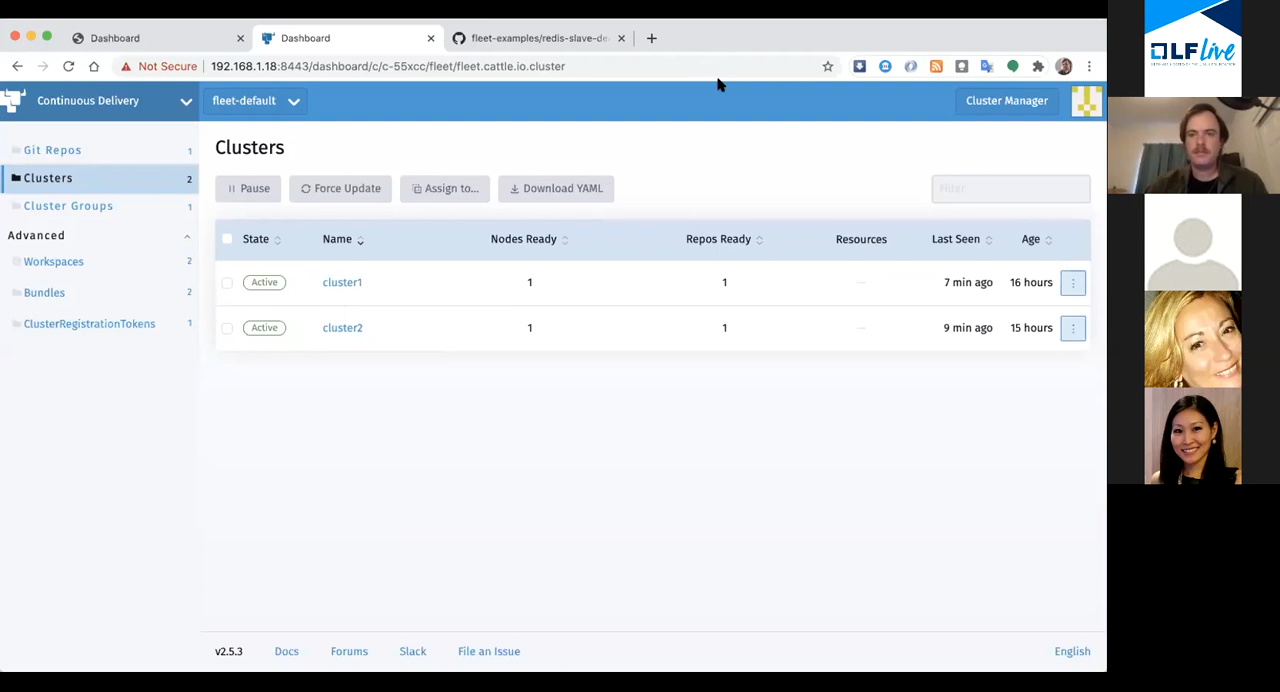 Dashboard
Dashboard
fleet-examples/redis-slave-de
Not Secure
192.168.1.18:8443/dashboard/c/c-55xcc/fleet/fleet.cattle.io.cluster
Continuous Delivery
fleet-default
Cluster Manager
Git Repos 1
Clusters 2
Cluster Groups 1
Advanced
Workspaces 2
Bundles 2
ClusterRegistrationTokens 1
Clusters
Pause
Force Update
Assign to...
Download YAML
Filter
State Name Nodes Ready Repos Ready Resources Last Seen Age
Active cluster1 1 1 — 7 min ago 16 hours
Active cluster2 1 1 — 9 min ago 15 hours
v2.5.3 Docs Forums Slack File an Issue English
LF Live